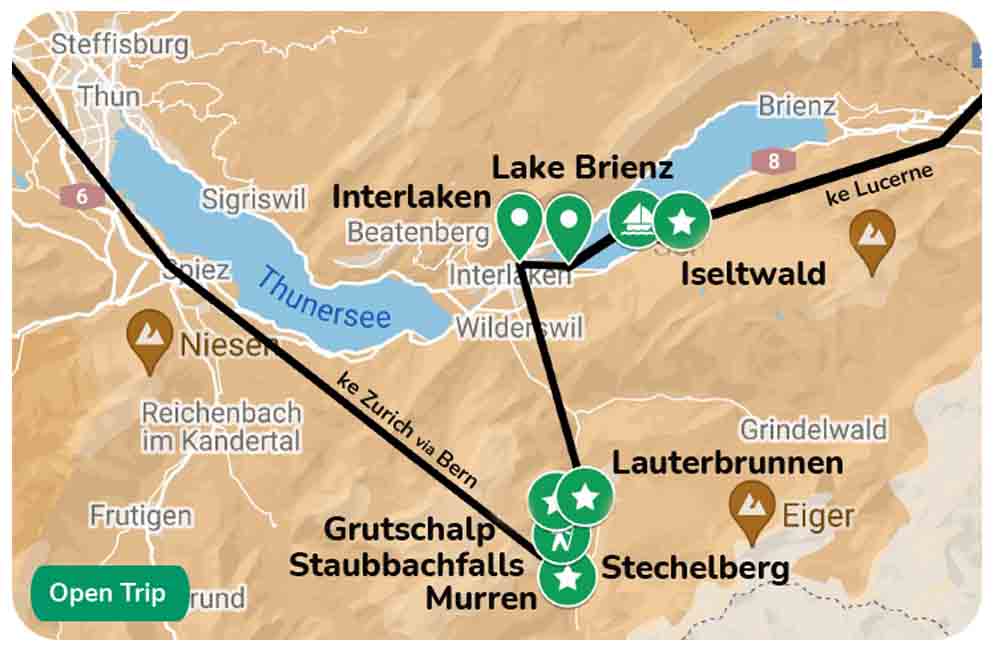 Steffisburg
Thun
Brienz
8
Lake Brienz
ke Lucerne
6
Sigriswil
Interlaken
Beatenberg
Iseltwald
Spiez
Interlaken
Thunersee
Wilderswil
Niesen
ke Zurich via Bern
Reichenbach
im Kandertal
Grindelwald
Lauterbrunnen
Frutigen
Eiger
Grutschalp
Staubbachfalls
Stechelberg
Murren
Open Trip
rund